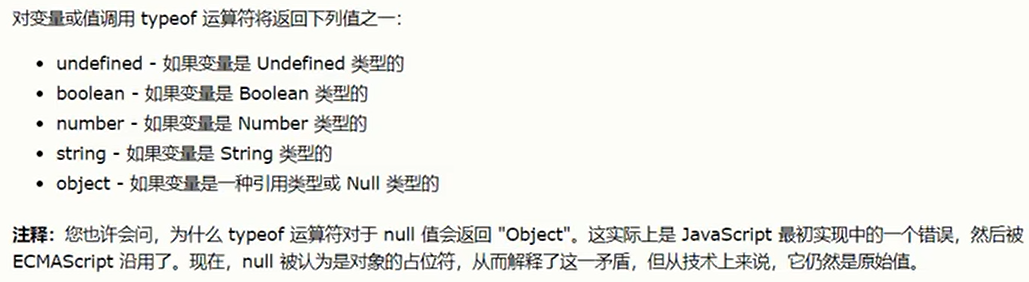 对变量或值调用 typeof 运算符将返回下列值之一：
• undefined - 如果变量是 Undefined 类型的
• boolean - 如果变量是 Boolean 类型的
• number - 如果变量是 Number 类型的
• string - 如果变量是 String 类型的
• object - 如果变量是一种引用类型或 Null 类型的
注释：您也许会问，为什么 typeof 运算符对于 null 值会返回 "Object"。这实际上是 JavaScript 最初实现中的一个错误，然后被
ECMAScript 沿用了。现在，null 被认为是对象的占位符，从而解释了这一矛盾，但从技术上来说，它仍然是原始值。